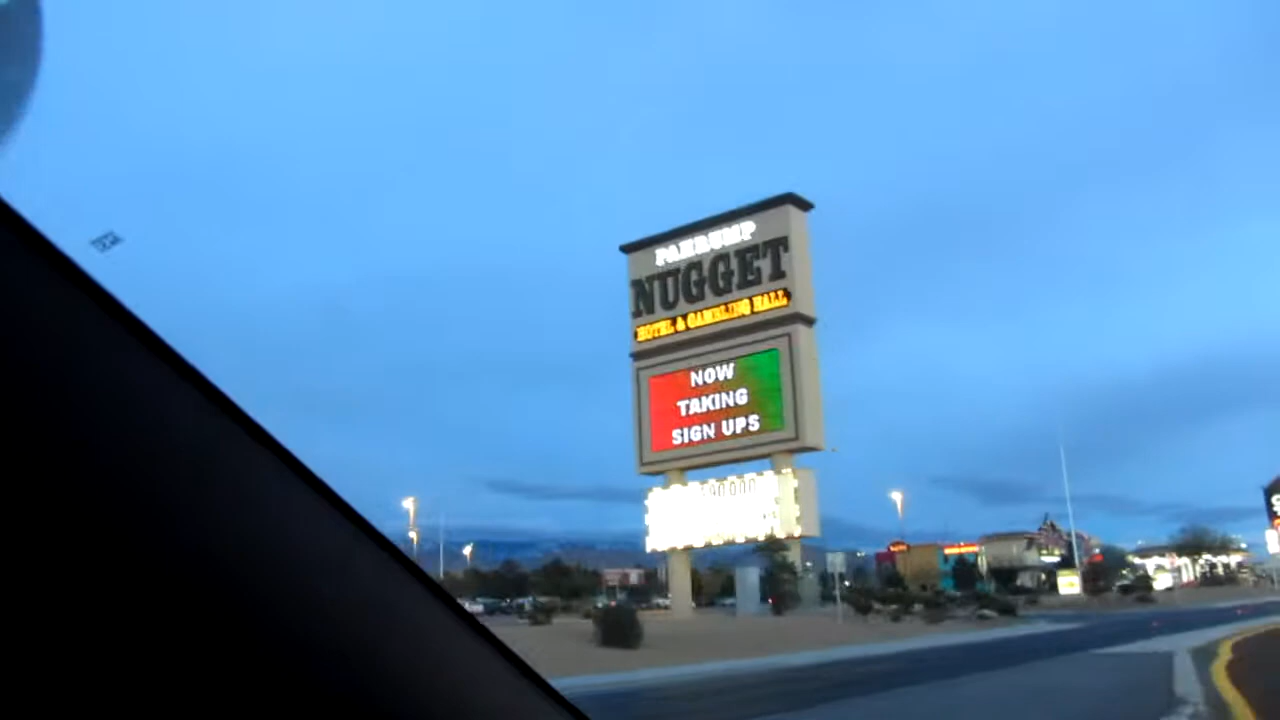 PAHRUMP
NUGGET
HOTEL & GAMBLING HALL
NOW
TAKING
SIGN UPS